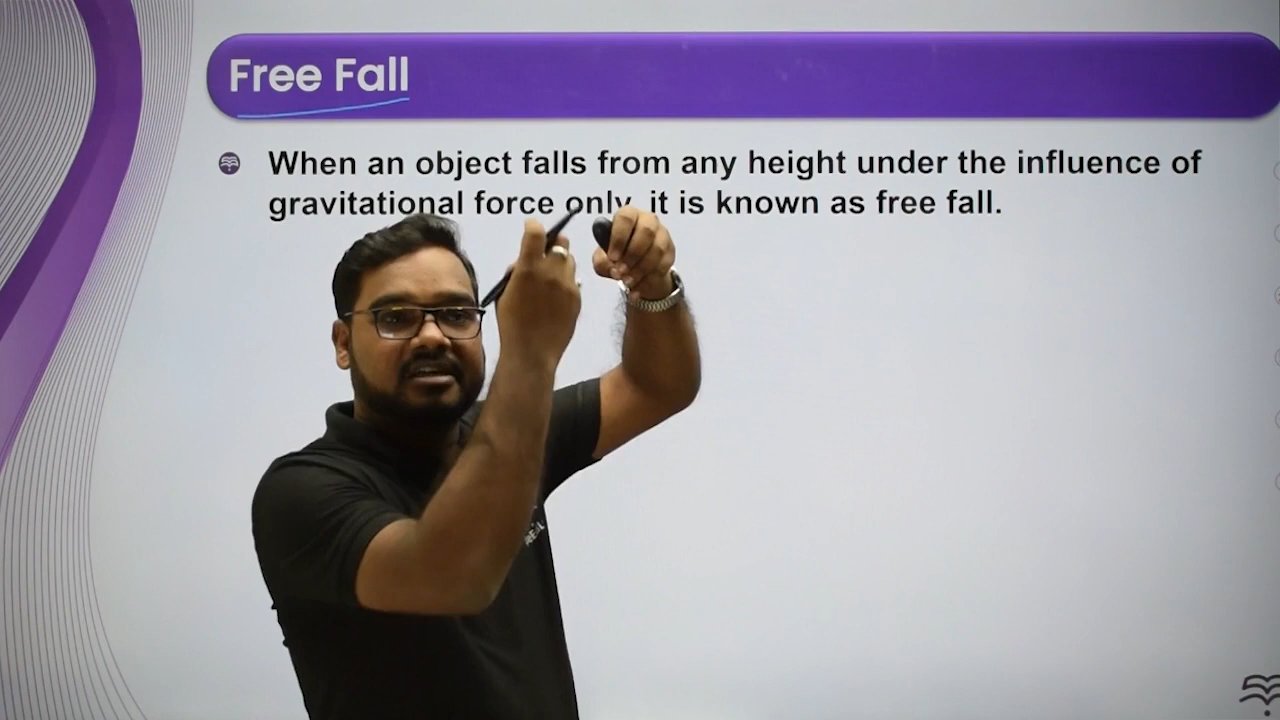 Free Fall
When an object falls from any height under the influence of
gravitational force only, it is known as free fall.